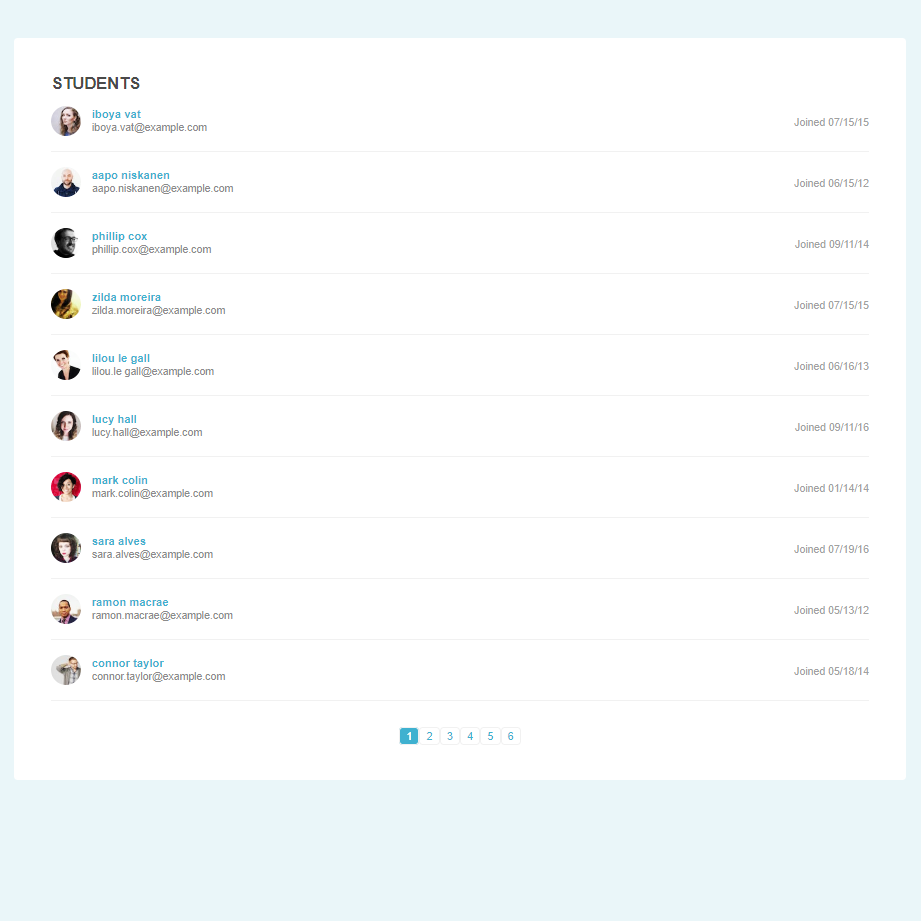 STUDENTS
iboya vat
iboya.vat@example.com
Joined 07/15/15
aapo niskanen
aapo.niskanen@example.com
Joined 06/15/12
phillip cox
phillip.cox@example.com
Joined 09/11/14
zilda moreira
zilda.moreira@example.com
Joined 07/15/15
lilou le gall
lilou.le gall@example.com
Joined 06/16/13
lucy hall
lucy.hall@example.com
Joined 09/11/16
mark colin
mark.colin@example.com
Joined 01/14/14
sara alves
sara.alves@example.com
Joined 07/19/16
ramon macrae
ramon.macrae@example.com
Joined 05/13/12
connor taylor
connor.taylor@example.com
Joined 05/18/14
1 2 3 4 5 6